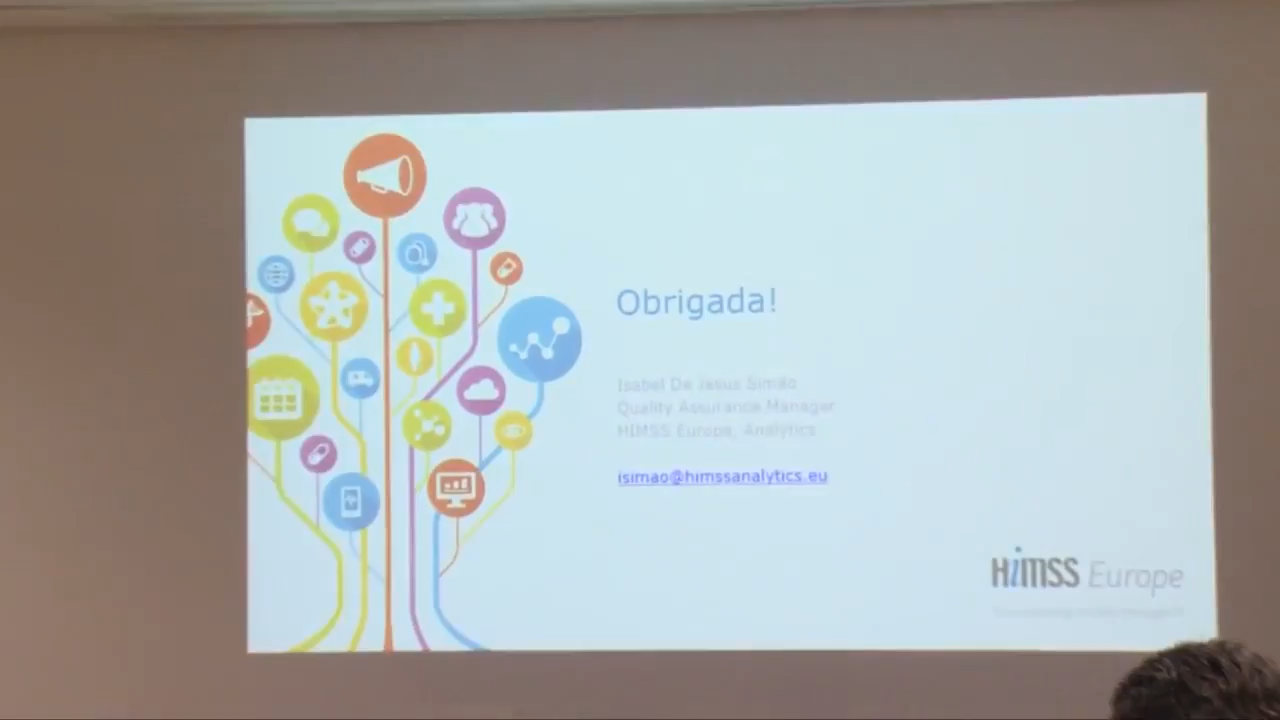 Obrigada!
Isabel De Jesus Simão
Quality Assurance Manager
HIMSS Europe, Analytics
isimao@himssanalytics.eu
HiMSS Europe